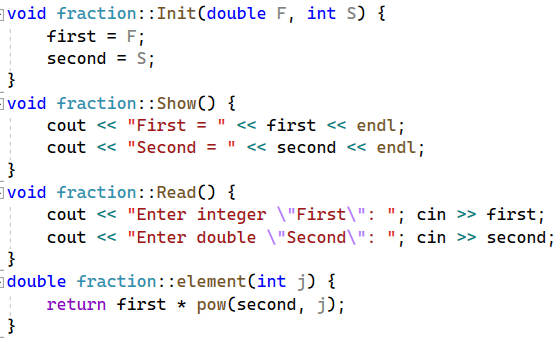 void fraction::Init(double F, int S) {
    first = F;
    second = S;
}
void fraction::Show() {
    cout << "First = " << first << endl;
    cout << "Second = " << second << endl;
}
void fraction::Read() {
    cout << "Enter integer \"First\": "; cin >> first;
    cout << "Enter double \"Second\": "; cin >> second;
}
double fraction::element(int j) {
    return first * pow(second, j);
}